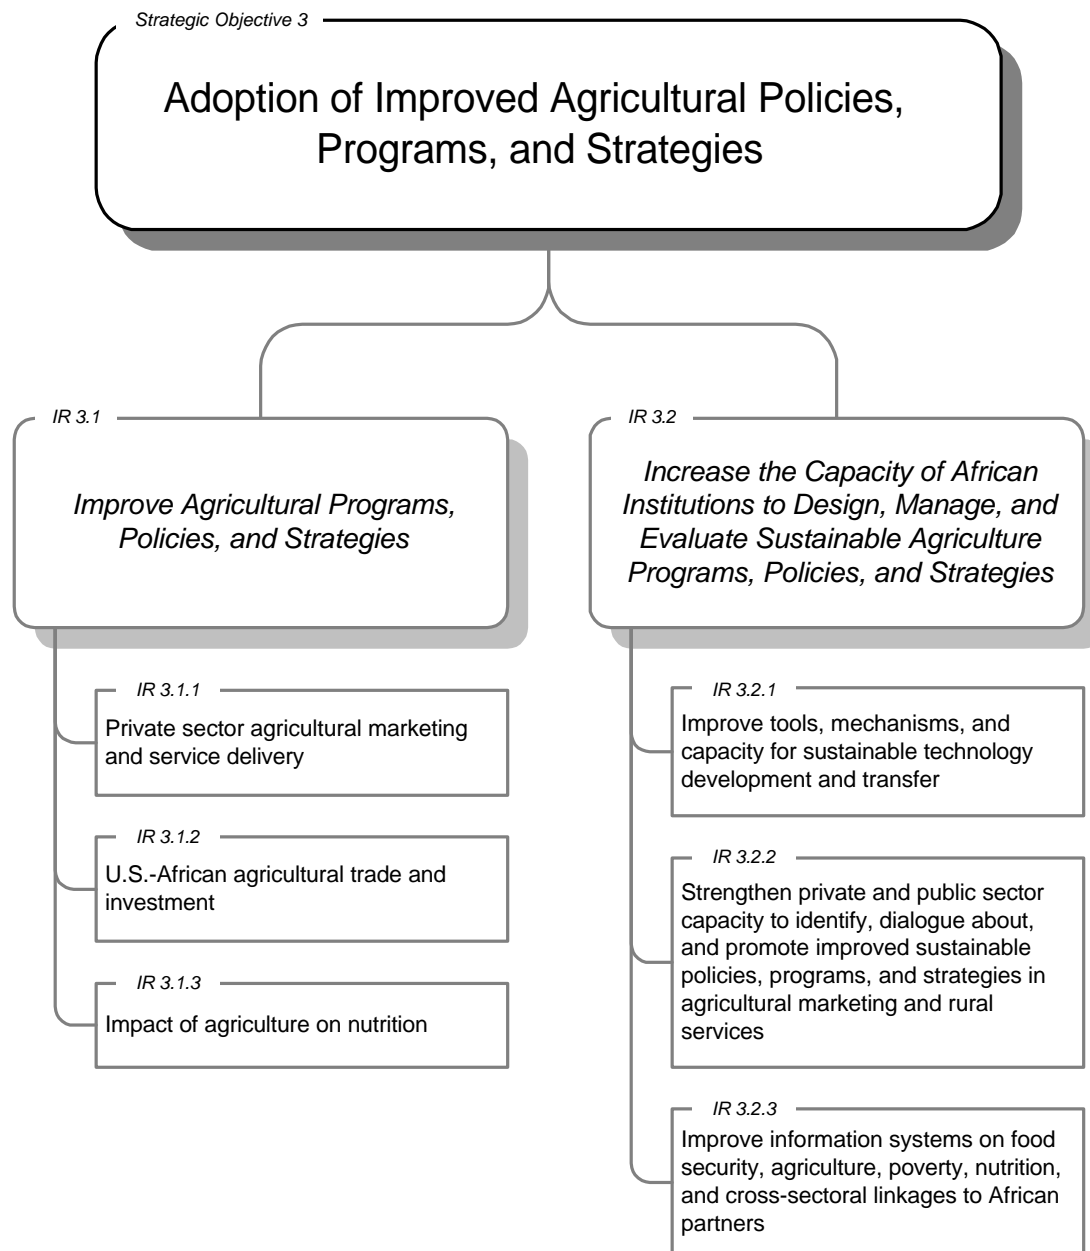 Strategic Objective 3
Adoption of Improved Agricultural Policies,
Programs, and Strategies
IR 3.1
Improve Agricultural Programs,
Policies, and Strategies
IR 3.1.1
Private sector agricultural marketing
and service delivery
IR 3.1.2
U.S.-African agricultural trade and
investment
IR 3.1.3
Impact of agriculture on nutrition
IR 3.2
Increase the Capacity of African
Institutions to Design, Manage, and
Evaluate Sustainable Agriculture
Programs, Policies, and Strategies
IR 3.2.1
Improve tools, mechanisms, and
capacity for sustainable technology
development and transfer
IR 3.2.2
Strengthen private and public sector
capacity to identify, dialogue about,
and promote improved sustainable
policies, programs, and strategies in
agricultural marketing and rural
services
IR 3.2.3
Improve information systems on food
security, agriculture, poverty, nutrition,
and cross-sectoral linkages to African
partners